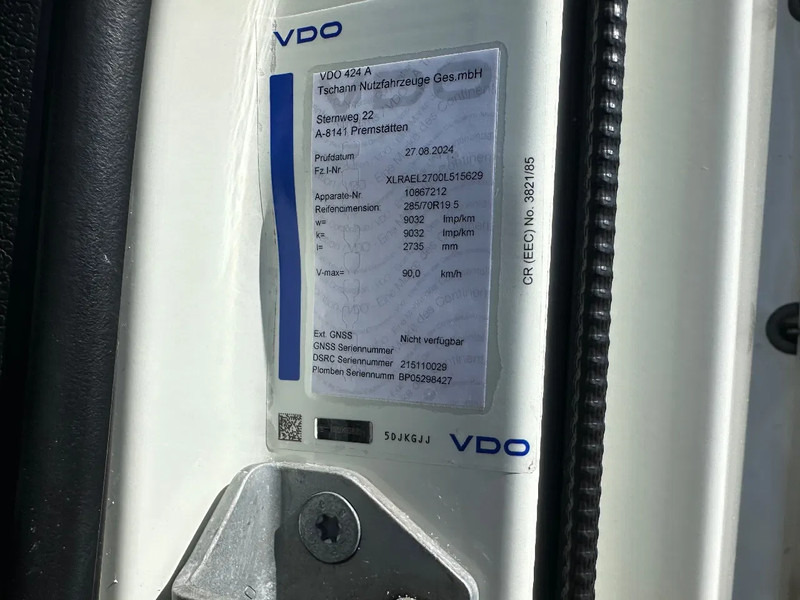 VDO
VDO 424 A
Tschann Nutzfahrzeuge Ges.mbH
Sternweg 22
A-8141 Premstätten
Prüfdatum 27.08.2024
Fz.I-Nr. XLRAEL2700L515629
Apparate-Nr 10867212
Reifendimension: 285/70R19 5
w= 9032 Imp/km
k= 9032 Imp/km
l= 2735 mm
V-max= 90,0 km/h
Ext. GNSS Nicht verfügbar
GNSS Seriennummer
DSRC Seriennummer 215110029
Plomben Seriennumm BP05298427
5DJKGJJ
VDO
CR (EEC) No. 3821/85